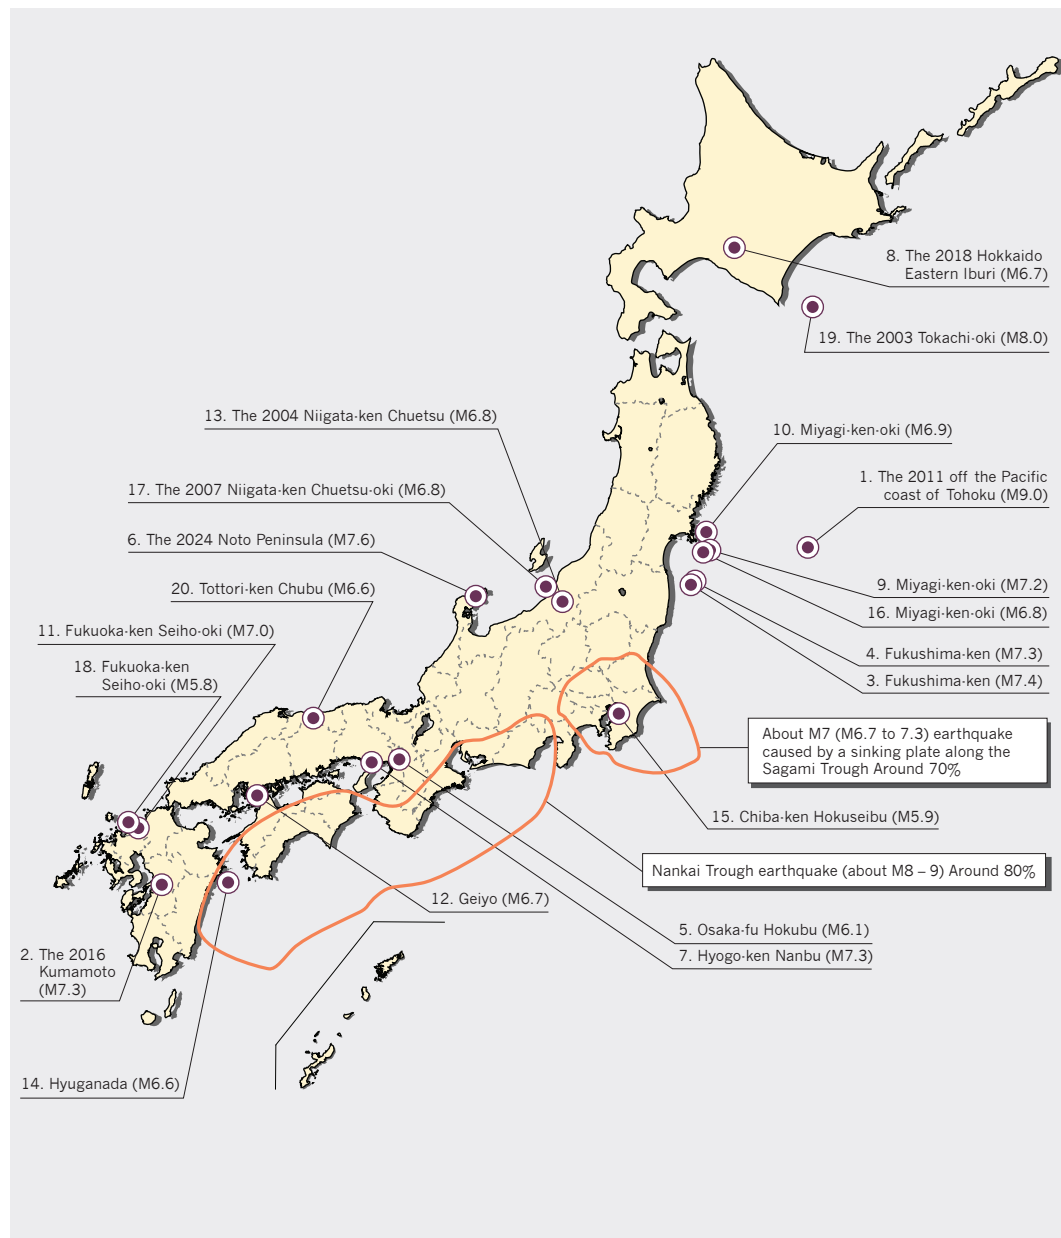 8. The 2018 Hokkaido
Eastern Iburi (M6.7)
19. The 2003 Tokachi-oki (M8.0)
13. The 2004 Niigata-ken Chuetsu (M6.8)
10. Miyagi-ken-oki (M6.9)
17. The 2007 Niigata-ken Chuetsu-oki (M6.8)
1. The 2011 off the Pacific
coast of Tohoku (M9.0)
6. The 2024 Noto Peninsula (M7.6)
20. Tottori-ken Chubu (M6.6)
9. Miyagi-ken-oki (M7.2)
16. Miyagi-ken-oki (M6.8)
11. Fukuoka-ken Seiho-oki (M7.0)
18. Fukuoka-ken
Seiho-oki (M5.8)
4. Fukushima-ken (M7.3)
3. Fukushima-ken (M7.4)
About M7 (M6.7 to 7.3) earthquake
caused by a sinking plate along the
Sagami Trough Around 70%
15. Chiba-ken Hokuseibu (M5.9)
Nankai Trough earthquake (about M8 – 9) Around 80%
12. Geiyo (M6.7)
5. Osaka-fu Hokubu (M6.1)
7. Hyogo-ken Nanbu (M7.3)
2. The 2016
Kumamoto
(M7.3)
14. Hyuganada (M6.6)